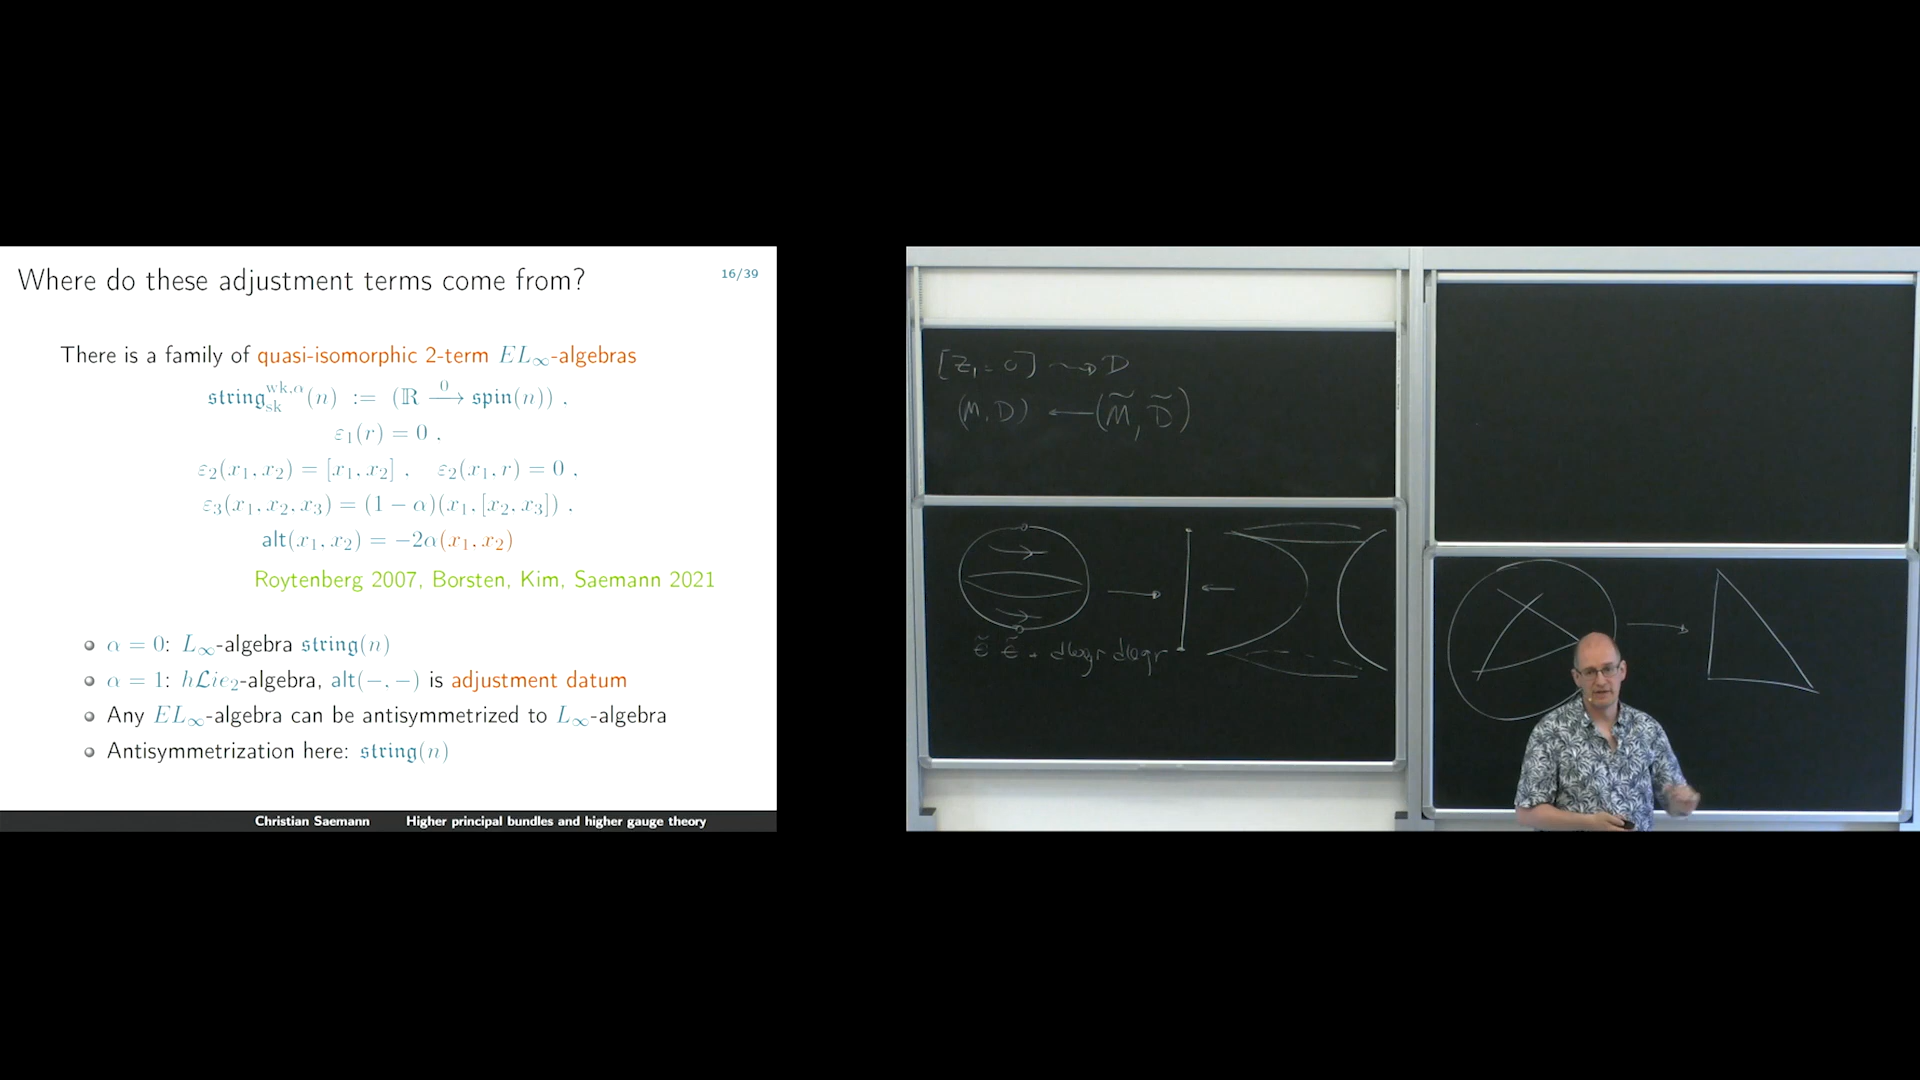 Where do these adjustment terms come from?
16/39
There is a family of quasi-isomorphic 2-term EL∞-algebras
𝔰𝔱𝔯𝔦𝔫𝔤_sk^{wk,α}(n) := (ℝ —0→ 𝔰𝔭𝔦𝔫(n)) ,
ε₁(r) = 0 ,
ε₂(x₁, x₂) = [x₁, x₂] , ε₂(x₁, r) = 0 ,
ε₃(x₁, x₂, x₃) = (1 − α)(x₁, [x₂, x₃]) ,
alt(x₁, x₂) = −2α(x₁, x₂)
Roytenberg 2007, Borsten, Kim, Saemann 2021
α = 0: L∞-algebra 𝔰𝔱𝔯𝔦𝔫𝔤(n)
α = 1: hℒie₂-algebra, alt(−, −) is adjustment datum
Any EL∞-algebra can be antisymmetrized to L∞-algebra
Antisymmetrization here: 𝔰𝔱𝔯𝔦𝔫𝔤(n)
Christian Saemann Higher principal bundles and higher gauge theory
[Z₁ = 0] ⇝ D
(M, D) ← (M̃, D̃)